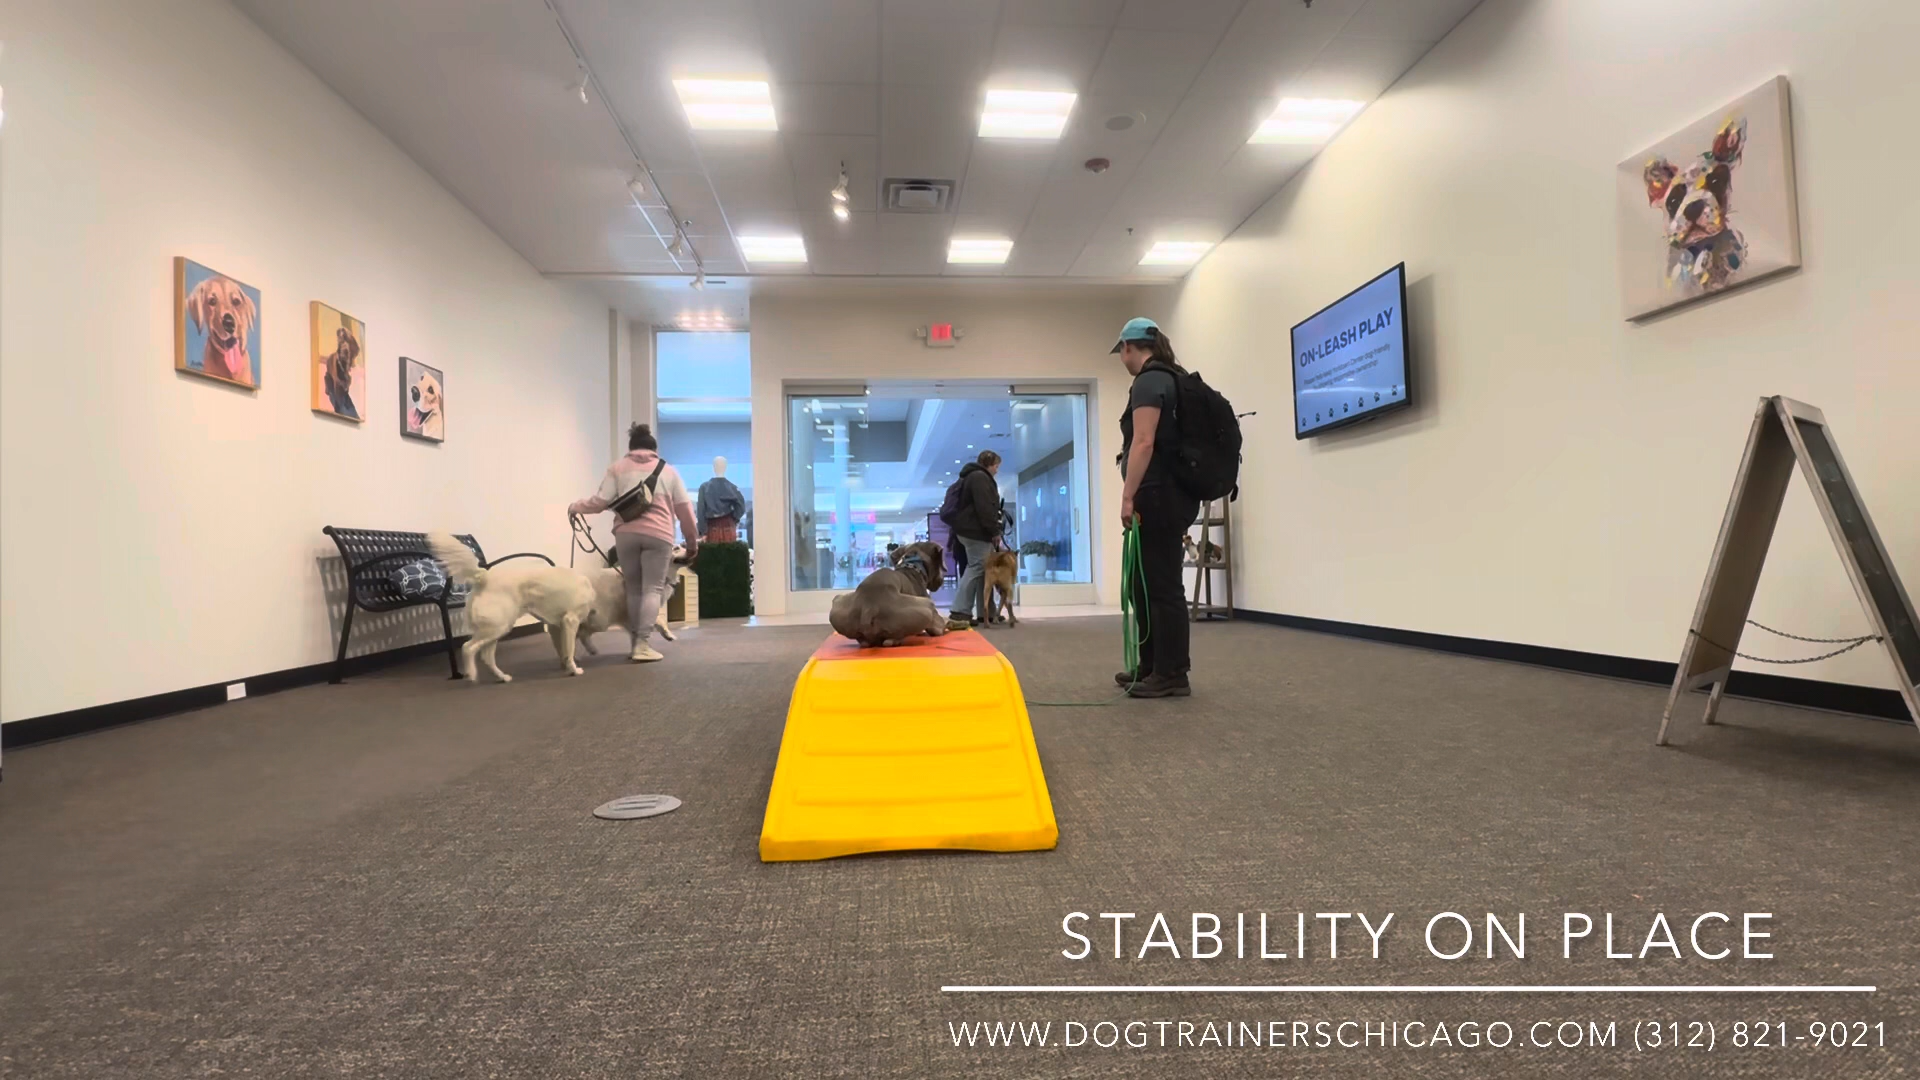 ON-LEASH PLAY
STABILITY ON PLACE
WWW.DOGTRAINERSCHICAGO.COM (312) 821-9021